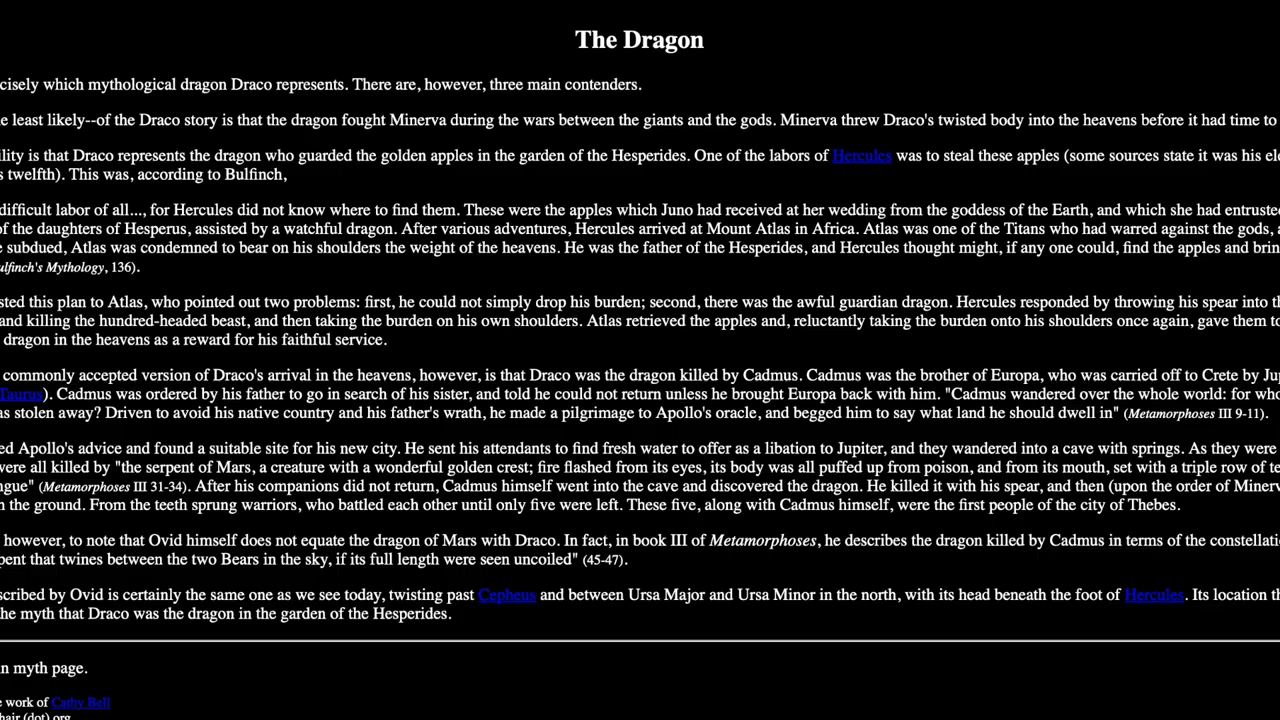 The Dragon
cisely which mythological dragon Draco represents. There are, however, three main contenders.
e least likely--of the Draco story is that the dragon fought Minerva during the wars between the giants and the gods. Minerva threw Draco's twisted body into the heavens before it had time to
ility is that Draco represents the dragon who guarded the golden apples in the garden of the Hesperides. One of the labors of Hercules was to steal these apples (some sources state it was his ele
s twelfth). This was, according to Bulfinch,
difficult labor of all..., for Hercules did not know where to find them. These were the apples which Juno had received at her wedding from the goddess of the Earth, and which she had entrusted
of the daughters of Hesperus, assisted by a watchful dragon. After various adventures, Hercules arrived at Mount Atlas in Africa. Atlas was one of the Titans who had warred against the gods, a
e subdued, Atlas was condemned to bear on his shoulders the weight of the heavens. He was the father of the Hesperides, and Hercules thought might, if any one could, find the apples and brin
ulfinch's Mythology, 136).
sted this plan to Atlas, who pointed out two problems: first, he could not simply drop his burden; second, there was the awful guardian dragon. Hercules responded by throwing his spear into th
and killing the hundred-headed beast, and then taking the burden on his own shoulders. Atlas retrieved the apples and, reluctantly taking the burden onto his shoulders once again, gave them to
dragon in the heavens as a reward for his faithful service.
commonly accepted version of Draco's arrival in the heavens, however, is that Draco was the dragon killed by Cadmus. Cadmus was the brother of Europa, who was carried off to Crete by Jup
Taurus). Cadmus was ordered by his father to go in search of his sister, and told he could not return unless he brought Europa back with him. "Cadmus wandered over the whole world: for who
as stolen away? Driven to avoid his native country and his father's wrath, he made a pilgrimage to Apollo's oracle, and begged him to say what land he should dwell in" (Metamorphoses III 9-11).
ed Apollo's advice and found a suitable site for his new city. He sent his attendants to find fresh water to offer as a libation to Jupiter, and they wandered into a cave with springs. As they were
were all killed by "the serpent of Mars, a creature with a wonderful golden crest; fire flashed from its eyes, its body was all puffed up from poison, and from its mouth, set with a triple row of te
ngue" (Metamorphoses III 31-34). After his companions did not return, Cadmus himself went into the cave and discovered the dragon. He killed it with his spear, and then (upon the order of Minerv
n the ground. From the teeth sprung warriors, who battled each other until only five were left. These five, along with Cadmus himself, were the first people of the city of Thebes.
however, to note that Ovid himself does not equate the dragon of Mars with Draco. In fact, in book III of Metamorphoses, he describes the dragon killed by Cadmus in terms of the constellati
pent that twines between the two Bears in the sky, if its full length were seen uncoiled" (45-47).
scribed by Ovid is certainly the same one as we see today, twisting past Cepheus and between Ursa Major and Ursa Minor in the north, with its head beneath the foot of Hercules. Its location th
he myth that Draco was the dragon in the garden of the Hesperides.
n myth page.
e work of Cathy Bell
hair (dot) org